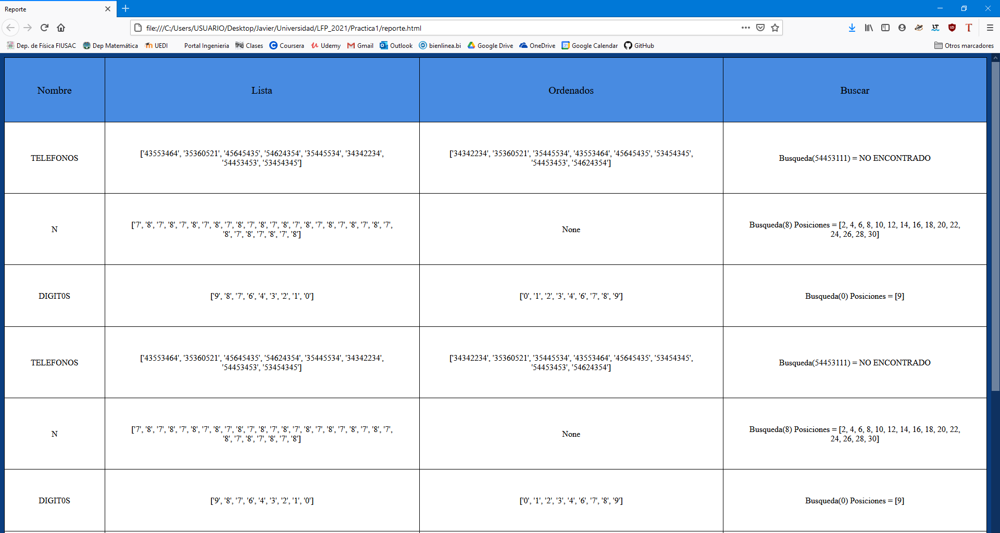 Reporte
file:///C:/Users/USUARIO/Desktop/Javier/Universidad/LFP_2021/Practica1/reporte.html
Dep. de Física FIUSAC Dep Matemática UEDI Portal Ingenieria Clases Coursera Udemy Gmail Outlook bienlinea.bi Google Drive OneDrive Google Calendar GitHub Otros marcadores
Nombre Lista Ordenados Buscar
TELEFONOS
['43553464', '35360521', '45645435', '54624354', '35445534', '34342234',
'54453453', '53454345']
['34342234', '35360521', '35445534', '43553464', '45645435', '53454345',
'54453453', '54624354']
Busqueda(54453111) = NO ENCONTRADO
N
['7', '8', '7', '8', '7', '8', '7', '8', '7', '8', '7', '8', '7', '8', '7', '8', '7', '8', '7', '8', '7', '8', '7',
'8', '7', '8', '7', '8', '7', '8']
None
Busqueda(8) Posiciones = [2, 4, 6, 8, 10, 12, 14, 16, 18, 20, 22,
24, 26, 28, 30]
DIGIT0S
['9', '8', '7', '6', '4', '3', '2', '1', '0']
['0', '1', '2', '3', '4', '6', '7', '8', '9']
Busqueda(0) Posiciones = [9]
TELEFONOS
['43553464', '35360521', '45645435', '54624354', '35445534', '34342234',
'54453453', '53454345']
['34342234', '35360521', '35445534', '43553464', '45645435', '53454345',
'54453453', '54624354']
Busqueda(54453111) = NO ENCONTRADO
N
['7', '8', '7', '8', '7', '8', '7', '8', '7', '8', '7', '8', '7', '8', '7', '8', '7', '8', '7', '8', '7', '8', '7',
'8', '7', '8', '7', '8', '7', '8']
None
Busqueda(8) Posiciones = [2, 4, 6, 8, 10, 12, 14, 16, 18, 20, 22,
24, 26, 28, 30]
DIGIT0S
['9', '8', '7', '6', '4', '3', '2', '1', '0']
['0', '1', '2', '3', '4', '6', '7', '8', '9']
Busqueda(0) Posiciones = [9]